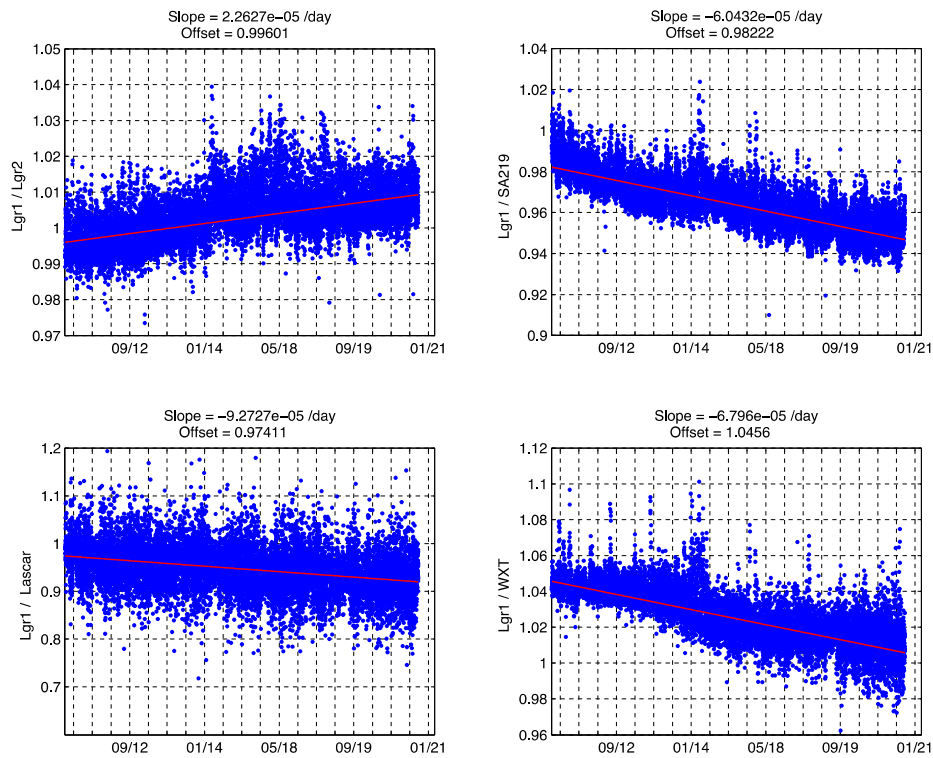 Slope = 2.2627e−05 /day
Offset = 0.99601
1.05
1.04
1.03
1.02
1.01
1
0.99
0.98
0.97
Lgr1 / Lgr2
09/12 01/14 05/18 09/19 01/21
Slope = −6.0432e−05 /day
Offset = 0.98222
1.04
1.02
1
0.98
0.96
0.94
0.92
0.9
Lgr1 / SA219
09/12 01/14 05/18 09/19 01/21
Slope = −9.2727e−05 /day
Offset = 0.97411
1.2
1.1
1
0.9
0.8
0.7
Lgr1 / Lascar
09/12 01/14 05/18 09/19 01/21
Slope = −6.796e−05 /day
Offset = 1.0456
1.12
1.1
1.08
1.06
1.04
1.02
1
0.98
0.96
Lgr1 / WXT
09/12 01/14 05/18 09/19 01/21